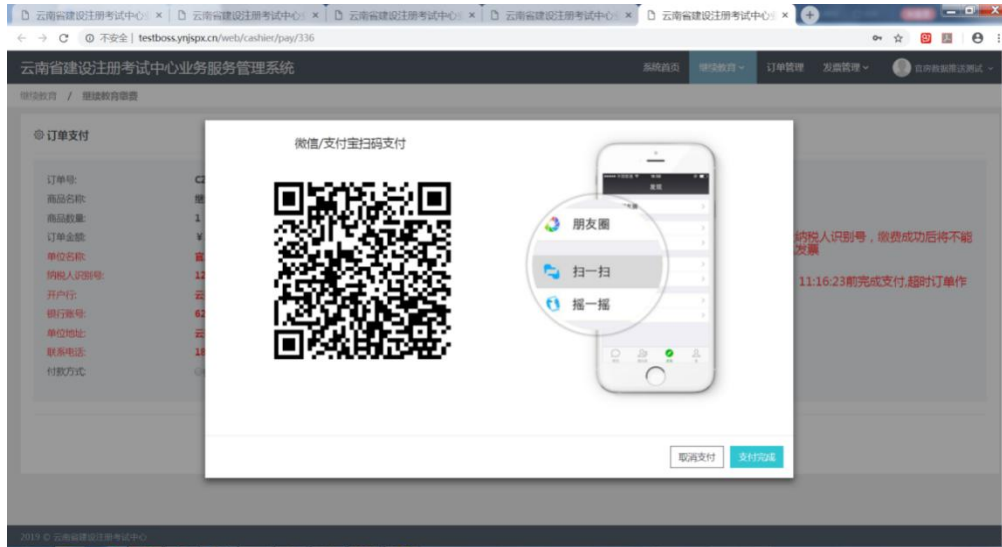 云南省建设注册考试中心 云南省建设注册考试中心 云南省建设注册考试中心 云南省建设注册考试中心 云南省建设注册考试中心
不安全 | testboss.ynjspx.cn/web/cashier/pay/336
云南省建设注册考试中心业务服务管理系统 系统首页 继续教育 订单管理 发票管理
继续教育 / 继续教育缴费
订单支付
微信/支付宝扫码支付
订单号:
商品名称:
商品数量: 1
订单金额: ¥
单位名称:
纳税人识别号: 12
开户行:
银行账号: 62
单位地址:
联系电话: 18
付款方式:
纳税人识别号，缴费成功后将不能
发票
11:16:23前完成支付,超时订单作
发现
朋友圈
扫一扫
摇一摇
取消支付 支付完成
2019 © 云南省建设注册考试中心